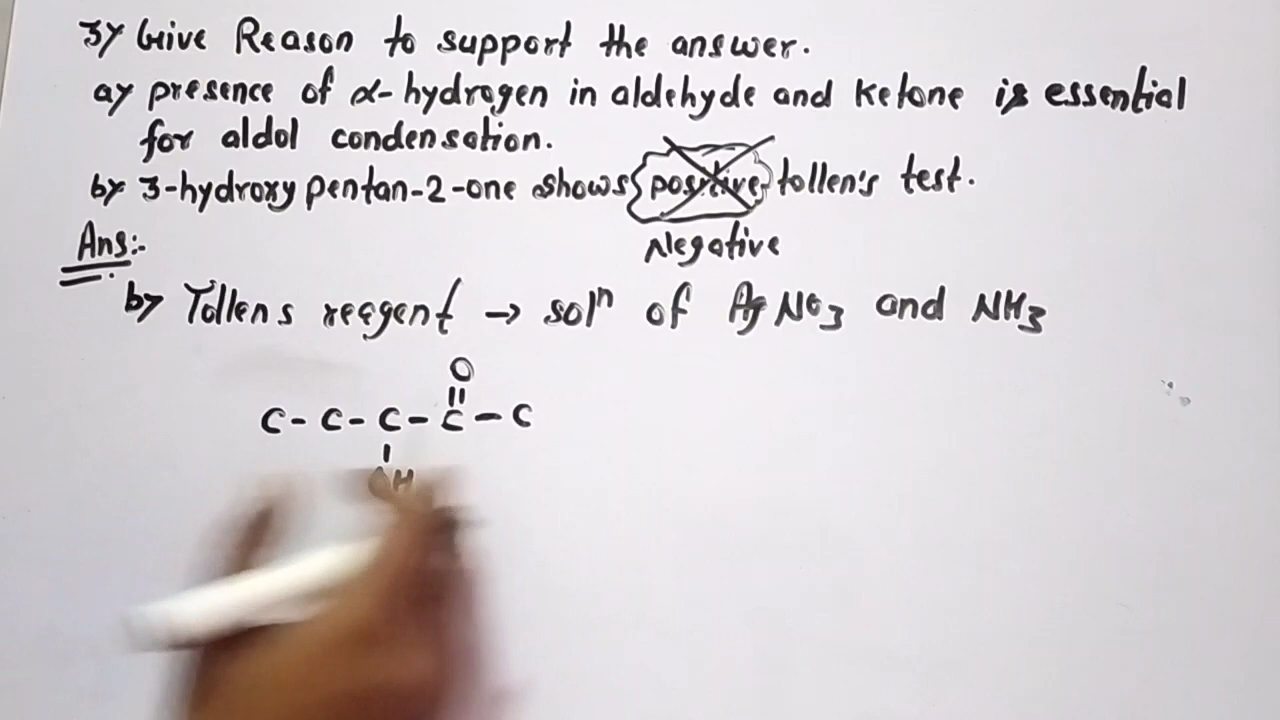 3) Give Reason to support the answer.
a) presence of α-hydrogen in aldehyde and ketone is essential
for aldol condensation.
b) 3-hydroxy pentan-2-one shows positive tollen's test.
Negative
Ans:-
b) Tollens reagent → solⁿ of AgNO3 and NH3
O
||
C - C - C - C - C
|
OH